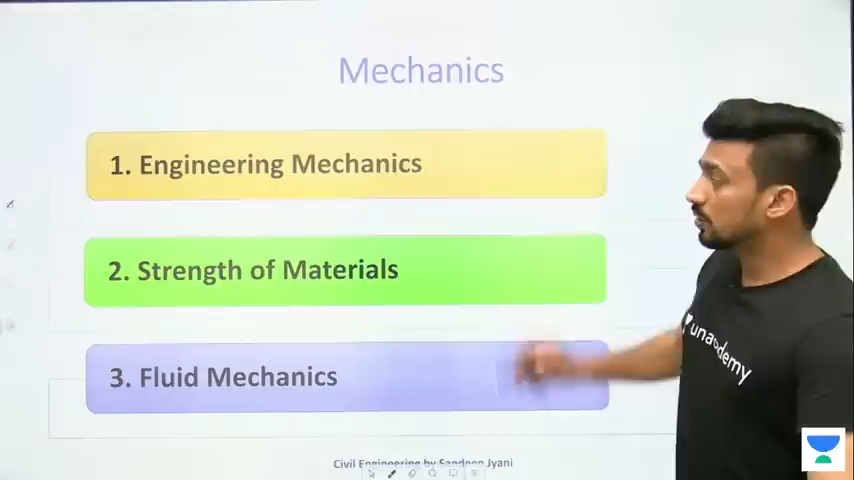 Mechanics
1. Engineering Mechanics
2. Strength of Materials
3. Fluid Mechanics
unacademy
Civil Engineering by Sandeep Jyani